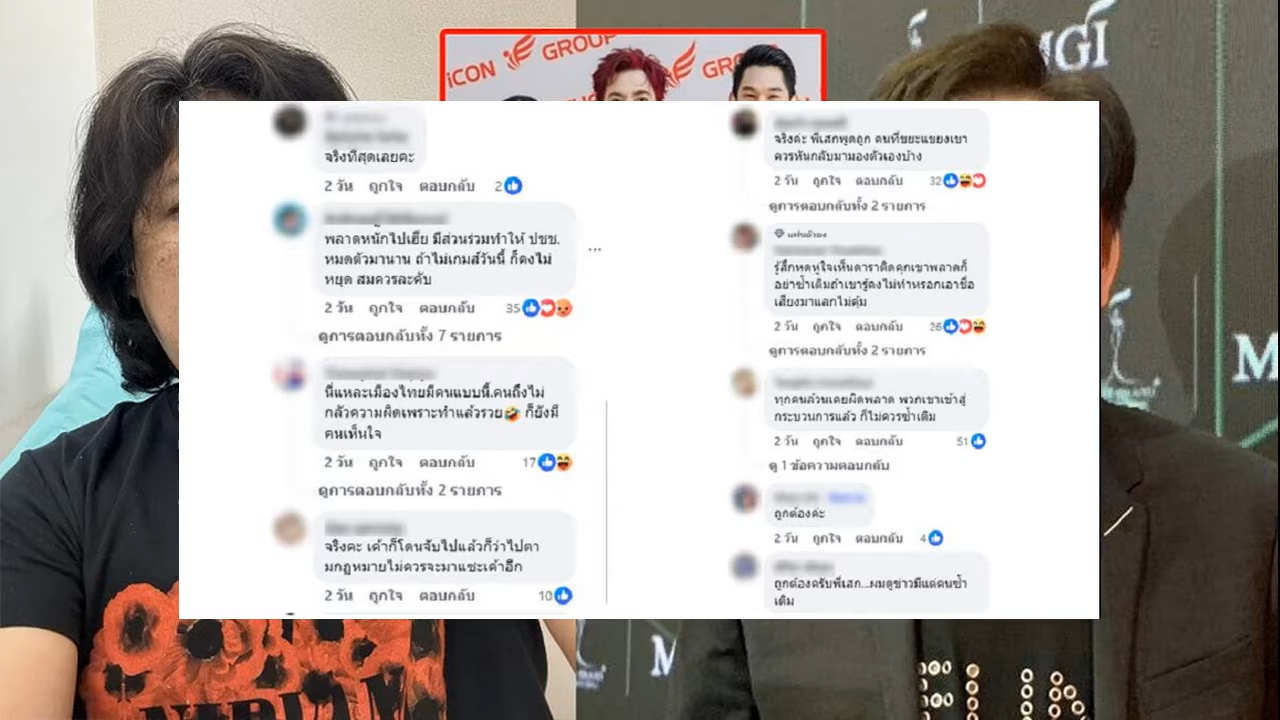 iCON GROUP
GROUP
MGI
จริงที่สุดเลยคะ
2 วัน ถูกใจ ตอบกลับ 2
พลาดหนักไปเฮีย มีส่วนร่วมทำให้ ปชช.
หมดตัวมานาน ถ้าไม่เกมส์วันนี้ ก็คงไม่
หยุด สมควรละคับ
2 วัน ถูกใจ ตอบกลับ 35
ดูการตอบกลับทั้ง 7 รายการ
นี่แหละเมืองไทยมีคนแบบนี้.คนถึงไม่
กลัวความผิดเพราะทำแล้วรวย🤣 ก็ยังมี
คนเห็นใจ
2 วัน ถูกใจ ตอบกลับ 17
ดูการตอบกลับทั้ง 2 รายการ
จริงคะ เค้าก็โดนจับไปแล้วก็ว่าไปตา
มกฏหมายไม่ควรจะมาแซะเค้าอีก
2 วัน ถูกใจ ตอบกลับ 10
จริงค่ะ พี่เสกพูดถูก คนที่ขยะแขยงเขา
ควรหันกลับมามองตัวเองบ้าง
2 วัน ถูกใจ ตอบกลับ 32
ดูการตอบกลับทั้ง 2 รายการ
รู้สึกหดหู่ใจเห็นดาราติดคุกเขาพลาดก็
อย่าซ้ำเติมถ้าเขารู้คงไม่ทำหรอกเอาชื่อ
เสียงมาแลกไม่คุ้ม
2 วัน ถูกใจ ตอบกลับ 26
ดูการตอบกลับทั้ง 2 รายการ
ทุกคนล้วนเคยผิดพลาด พวกเขาเข้าสู่
กระบวนการแล้ว ก็ไม่ควรซ้ำเติม
2 วัน ถูกใจ ตอบกลับ 51
ดู 1 ข้อความตอบกลับ
ถูกต้องค่ะ
2 วัน ถูกใจ ตอบกลับ 4
ถูกต้องครับพี่เสก...ผมดูข่าวมีแต่คนซ้ำ
เติม